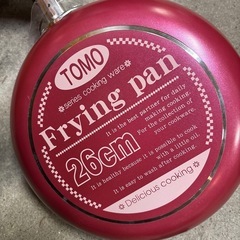 TOMO
series cooking ware
Frying pan
It is the best partner for daily
making cooking.
For the collection of
your cookware.
26cm
It is healthy because it is possible to cook
with a little oil.
It is easy to wash after cooking.
Delicious cooking